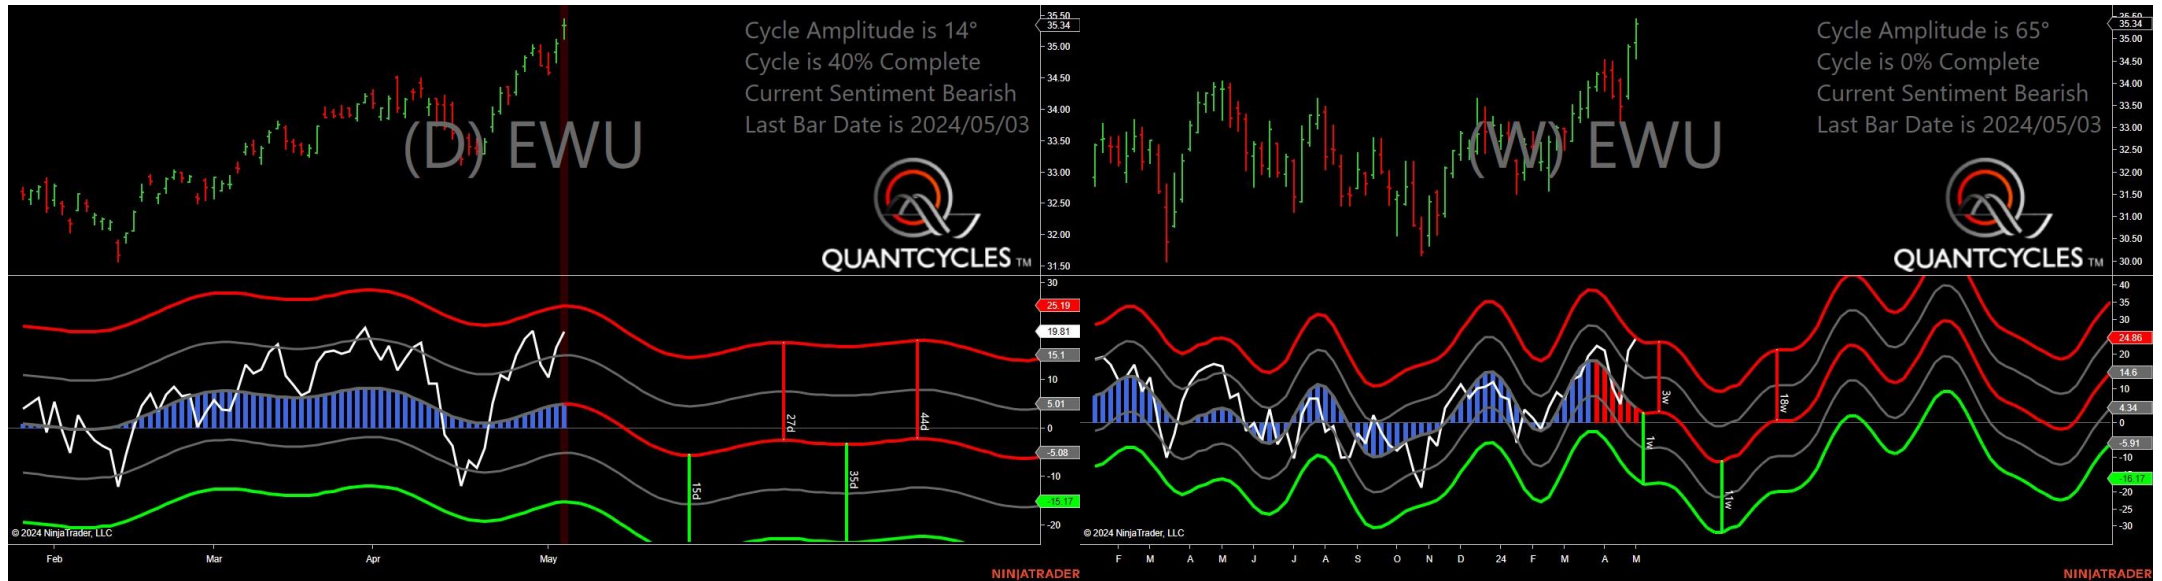 Cycle Amplitude is 14°
Cycle is 40% Complete
Current Sentiment Bearish
Last Bar Date is 2024/05/03
(D) EWU
QUANTCYCLES TM
35.50
35.34
35.00
34.50
34.00
33.50
33.00
32.50
32.00
31.50
30
25.19
19.81
15.1
10
5.01
0
-5.08
-10
-15.17
-20
15d
27d
35d
44d
© 2024 NinjaTrader, LLC
Feb Mar Apr May
NINJATRADER
Cycle Amplitude is 65°
Cycle is 0% Complete
Current Sentiment Bearish
Last Bar Date is 2024/05/03
(W) EWU
QUANTCYCLES TM
35.34
35.00
34.50
34.00
33.50
33.00
32.50
32.00
31.50
31.00
30.50
30.00
40
35
30
24.86
20
14.6
10
4.34
0
-5.91
-10
-16.17
-20
-25
-30
1w
3w
11w
18w
© 2024 NinjaTrader, LLC
F M A M J J A S O N D 24 F M A M
NINJATRADER